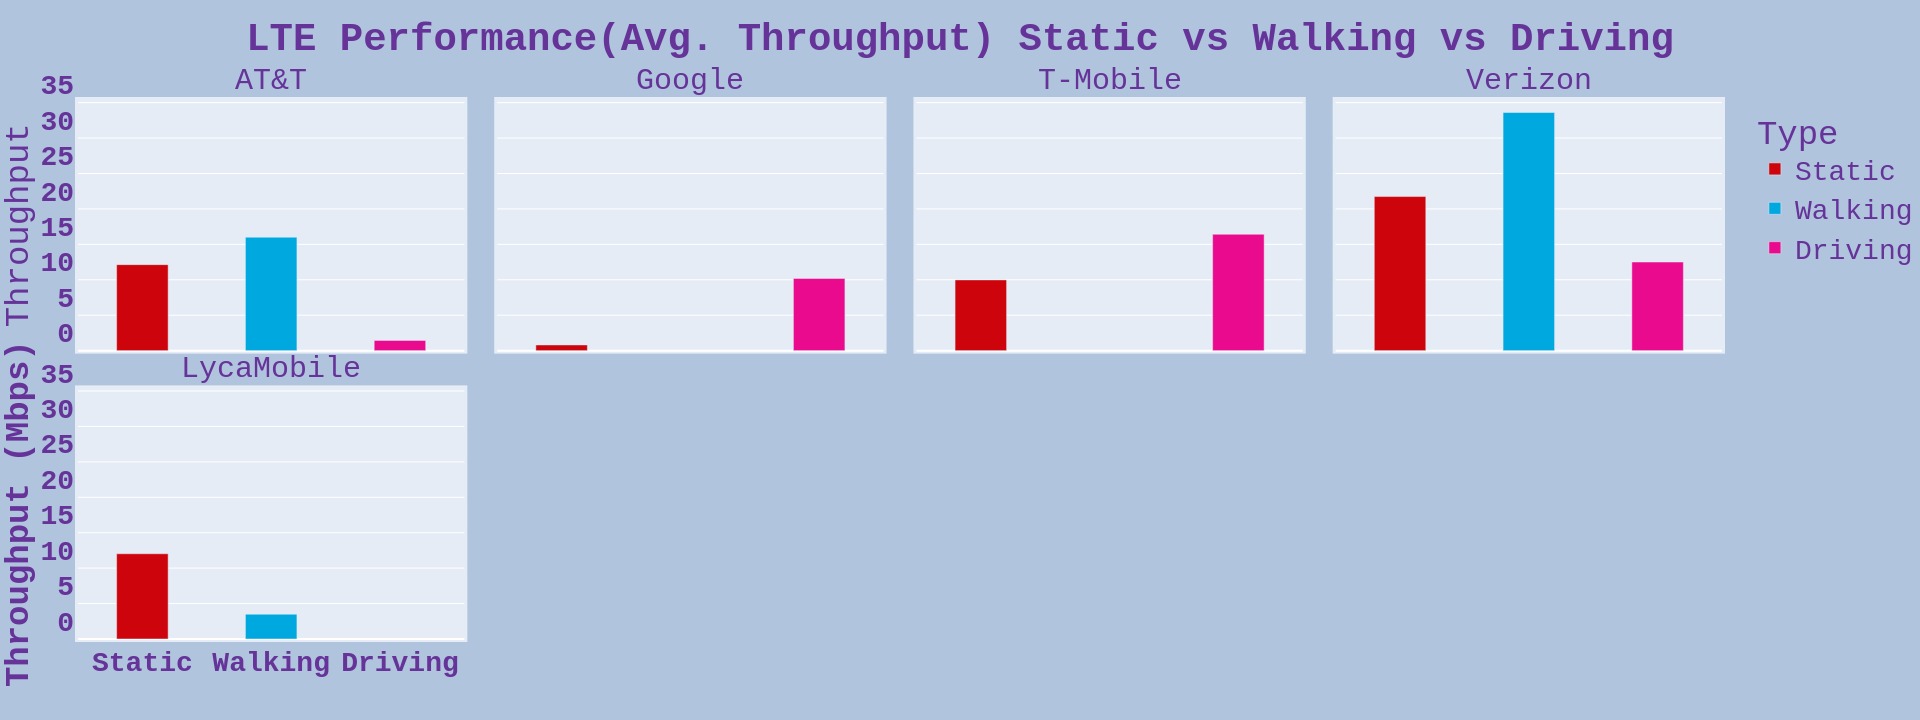 LTE Performance(Avg. Throughput) Static vs Walking vs Driving
AT&T
Google
T-Mobile
Verizon
35
30
25
20
15
10
5
0
Throughput
Type
Static
Walking
Driving
LycaMobile
35
30
25
20
15
10
5
0
Throughput (Mbps)
Static Walking Driving